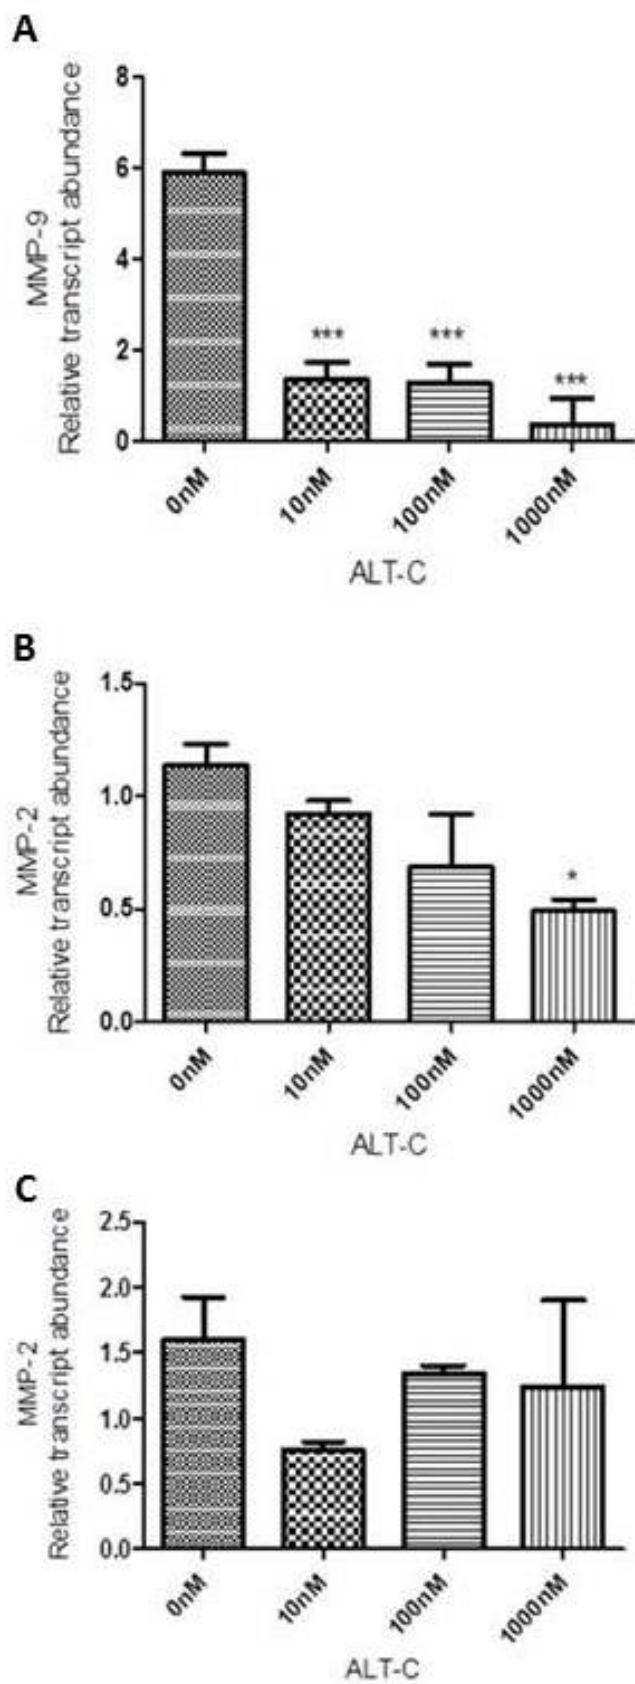 A
MMP-9
Relative transcript abundance
8
6
4
2
0
***
***
***
0nM
10nM
100nM
1000nM
ALT-C
B
MMP-2
Relative transcript abundance
1.5
1.0
0.5
0.0
*
0nM
10nM
100nM
1000nM
ALT-C
C
MMP-2
Relative transcript abundance
2.5
2.0
1.5
1.0
0.5
0.0
0nM
10nM
100nM
1000nM
ALT-C